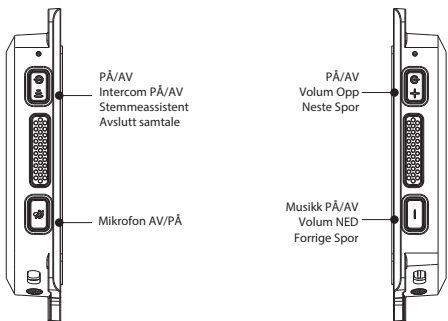 PÅ/AV
Intercom PÅ/AV
Stemmeassistent
Avslutt samtale
Mikrofon AV/PÅ
PÅ/AV
Volum Opp
Neste Spor
Musikk PÅ/AV
Volum NED
Forrige Spor